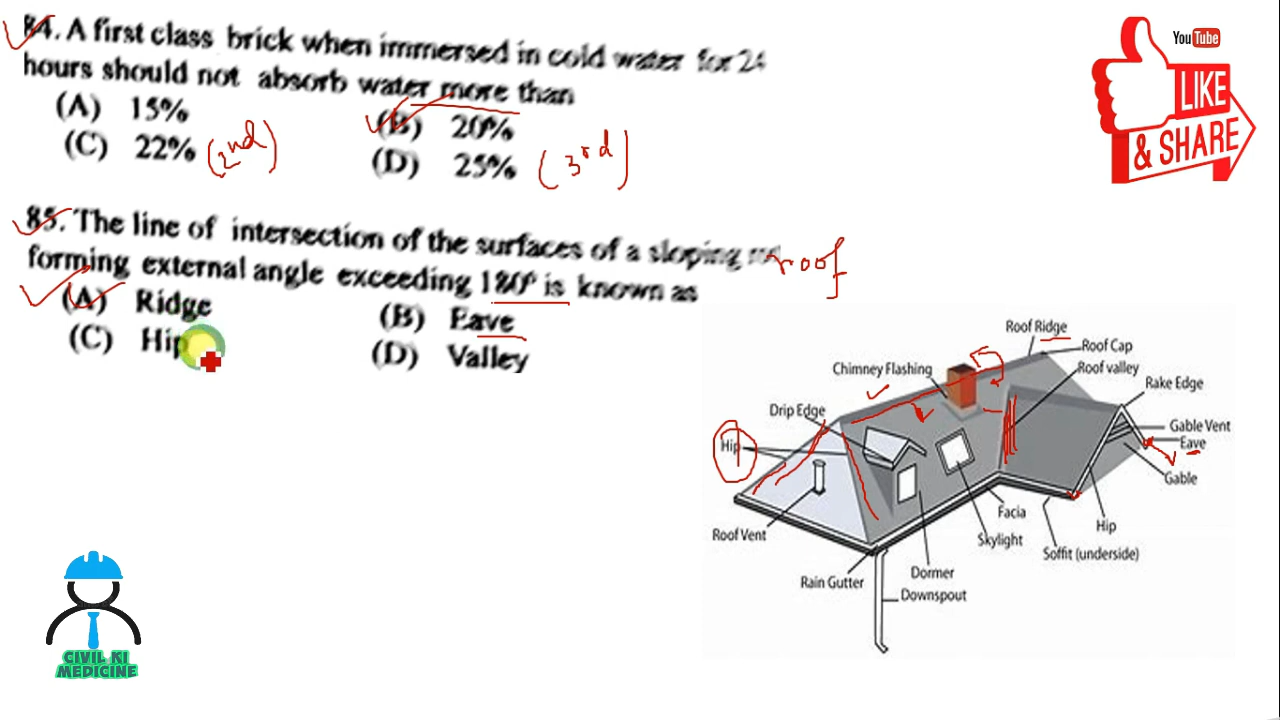 84. A first class brick when immersed in cold water for 24
hours should not absorb water more than
(A) 15%
(B) 20%
(C) 22% (2nd)
(D) 25% (3rd)
85. The line of intersection of the surfaces of a sloping roof
forming external angle exceeding 180° is known as
(A) Ridge
(B) Eave
(C) Hip
(D) Valley
YouTube
LIKE
& SHARE
Roof Ridge
Roof Cap
Roof valley
Chimney Flashing
Rake Edge
Drip Edge
Gable Vent
Eave
Hip
Gable
Facia
Hip
Roof Vent
Skylight
Soffit (underside)
Dormer
Rain Gutter
Downspout
CIVIL KI
MEDICINE